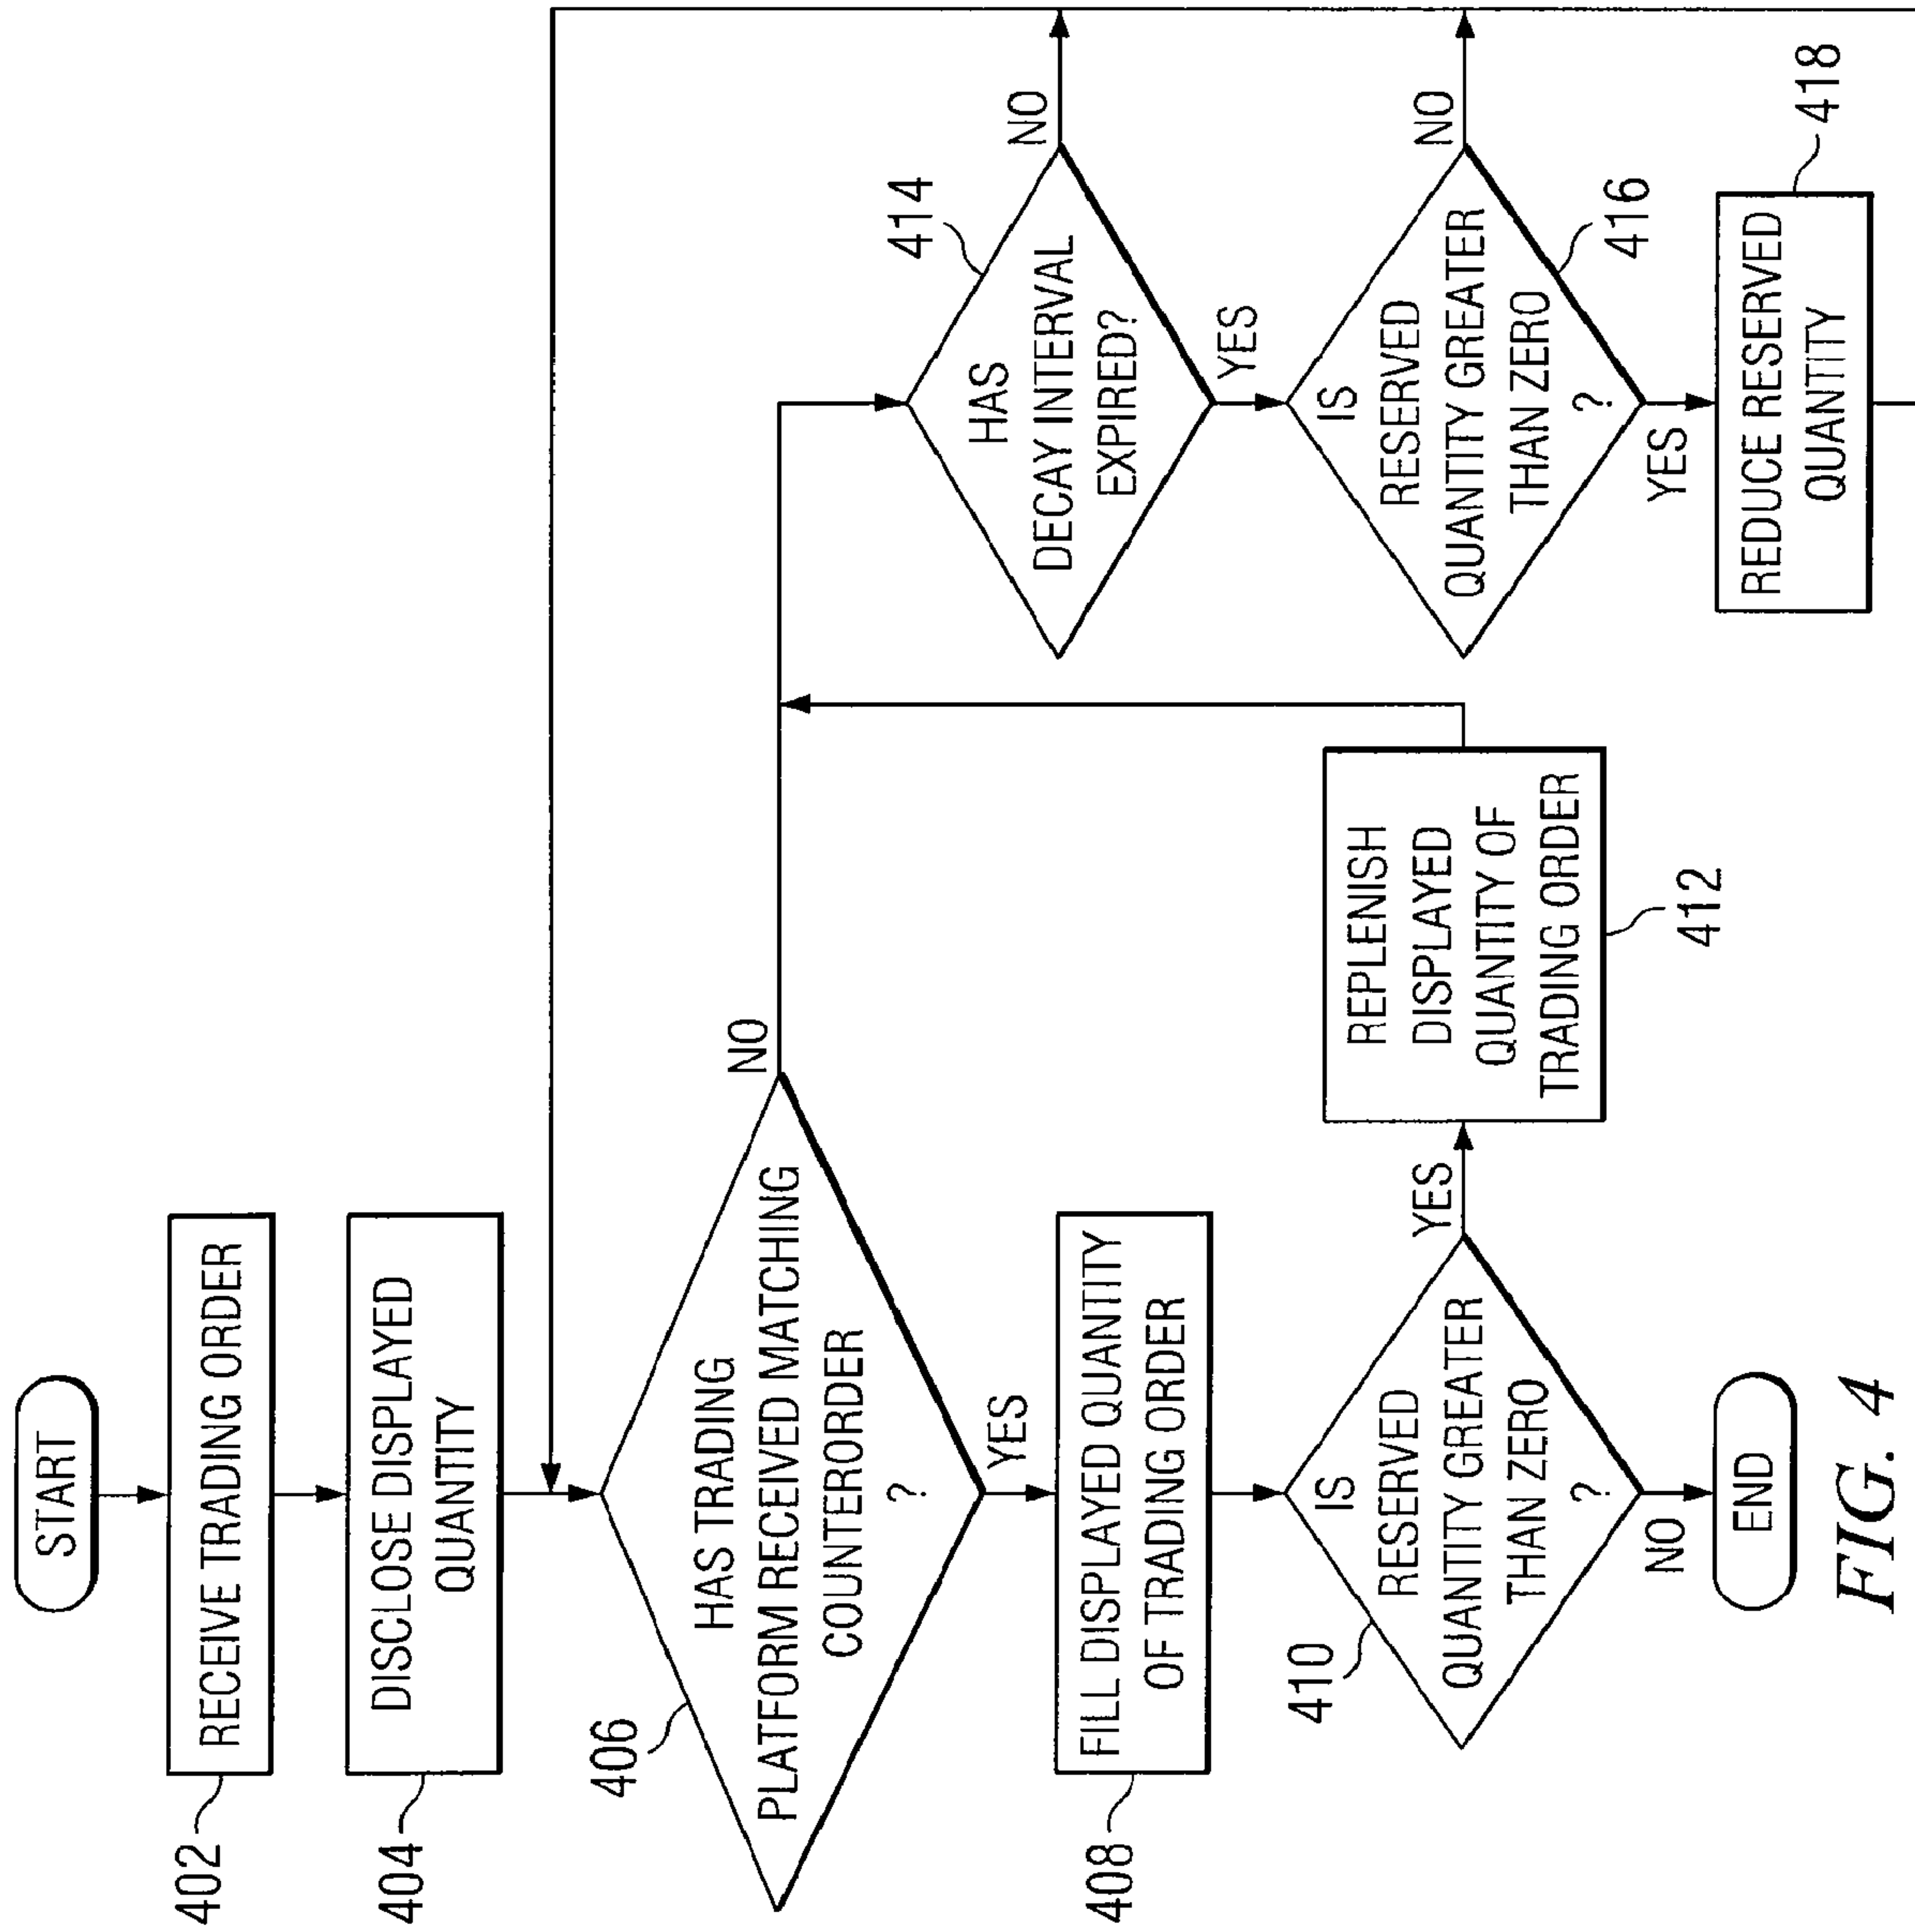 START
402
RECEIVE TRADING ORDER
404
DISCLOSE DISPLAYED
QUANTITY
406
HAS TRADING
PLATFORM RECEIVED MATCHING
COUNTERORDER
?
NO
YES
408
FILL DISPLAYED QUANTITY
OF TRADING ORDER
410
IS
RESERVED
QUANTITY GREATER
THAN ZERO
?
YES
NO
END
REPLENISH
DISPLAYED
QUANTITY OF
TRADING ORDER
412
414
HAS
DECAY INTERVAL
EXPIRED?
NO
YES
IS
RESERVED
QUANTITY GREATER
THAN ZERO
?
416
NO
YES
REDUCE RESERVED
QUANTITY
418
FIG. 4